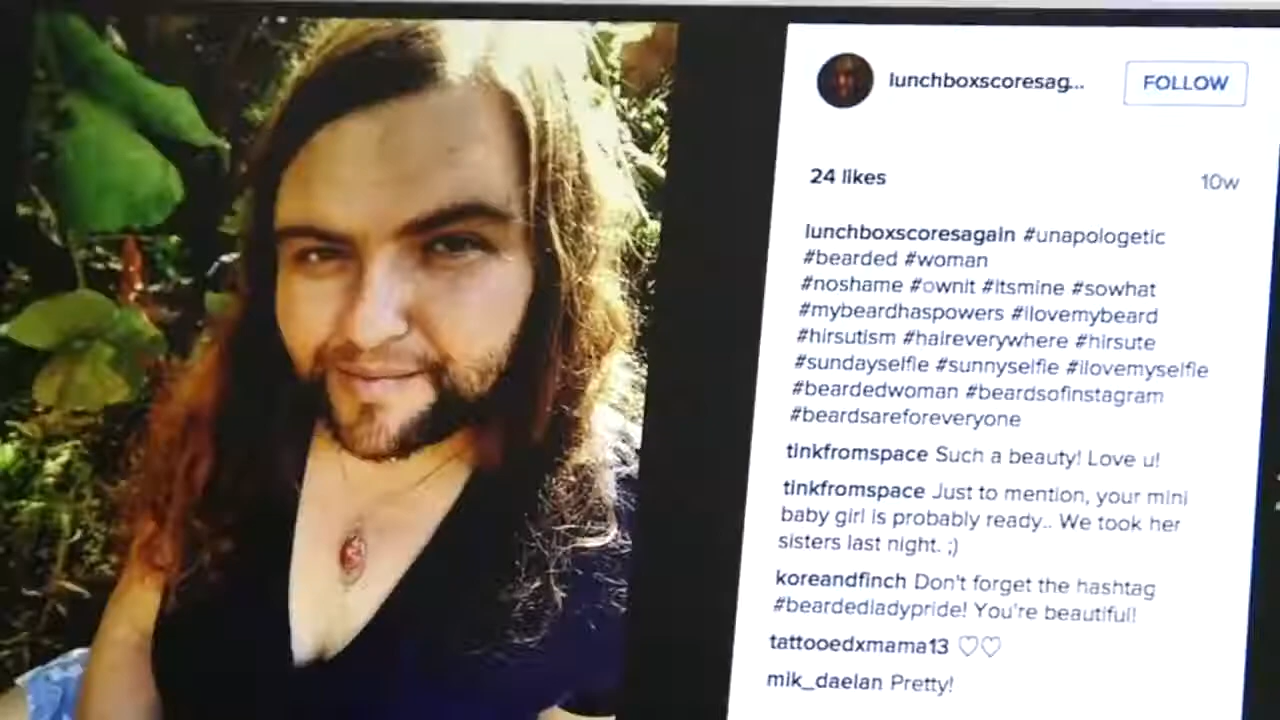 lunchboxscoresag...
FOLLOW
24 likes
10w
lunchboxscoresagain #unapologetic
#bearded #woman
#noshame #ownit #itsmine #sowhat
#mybeardhaspowers #ilovemybeard
#hirsutism #haireverywhere #hirsute
#sundayselfie #sunnyselfie #ilovemyselfie
#beardedwoman #beardsofinstagram
#beardsareforeveryone
tinkfromspace Such a beauty! Love u!
tinkfromspace Just to mention, your mini
baby girl is probably ready.. We took her
sisters last night. ;)
koreandfinch Don't forget the hashtag
#beardedladypride! You're beautiful!
tattooedxmama13 ♡♡
mik_daelan Pretty!